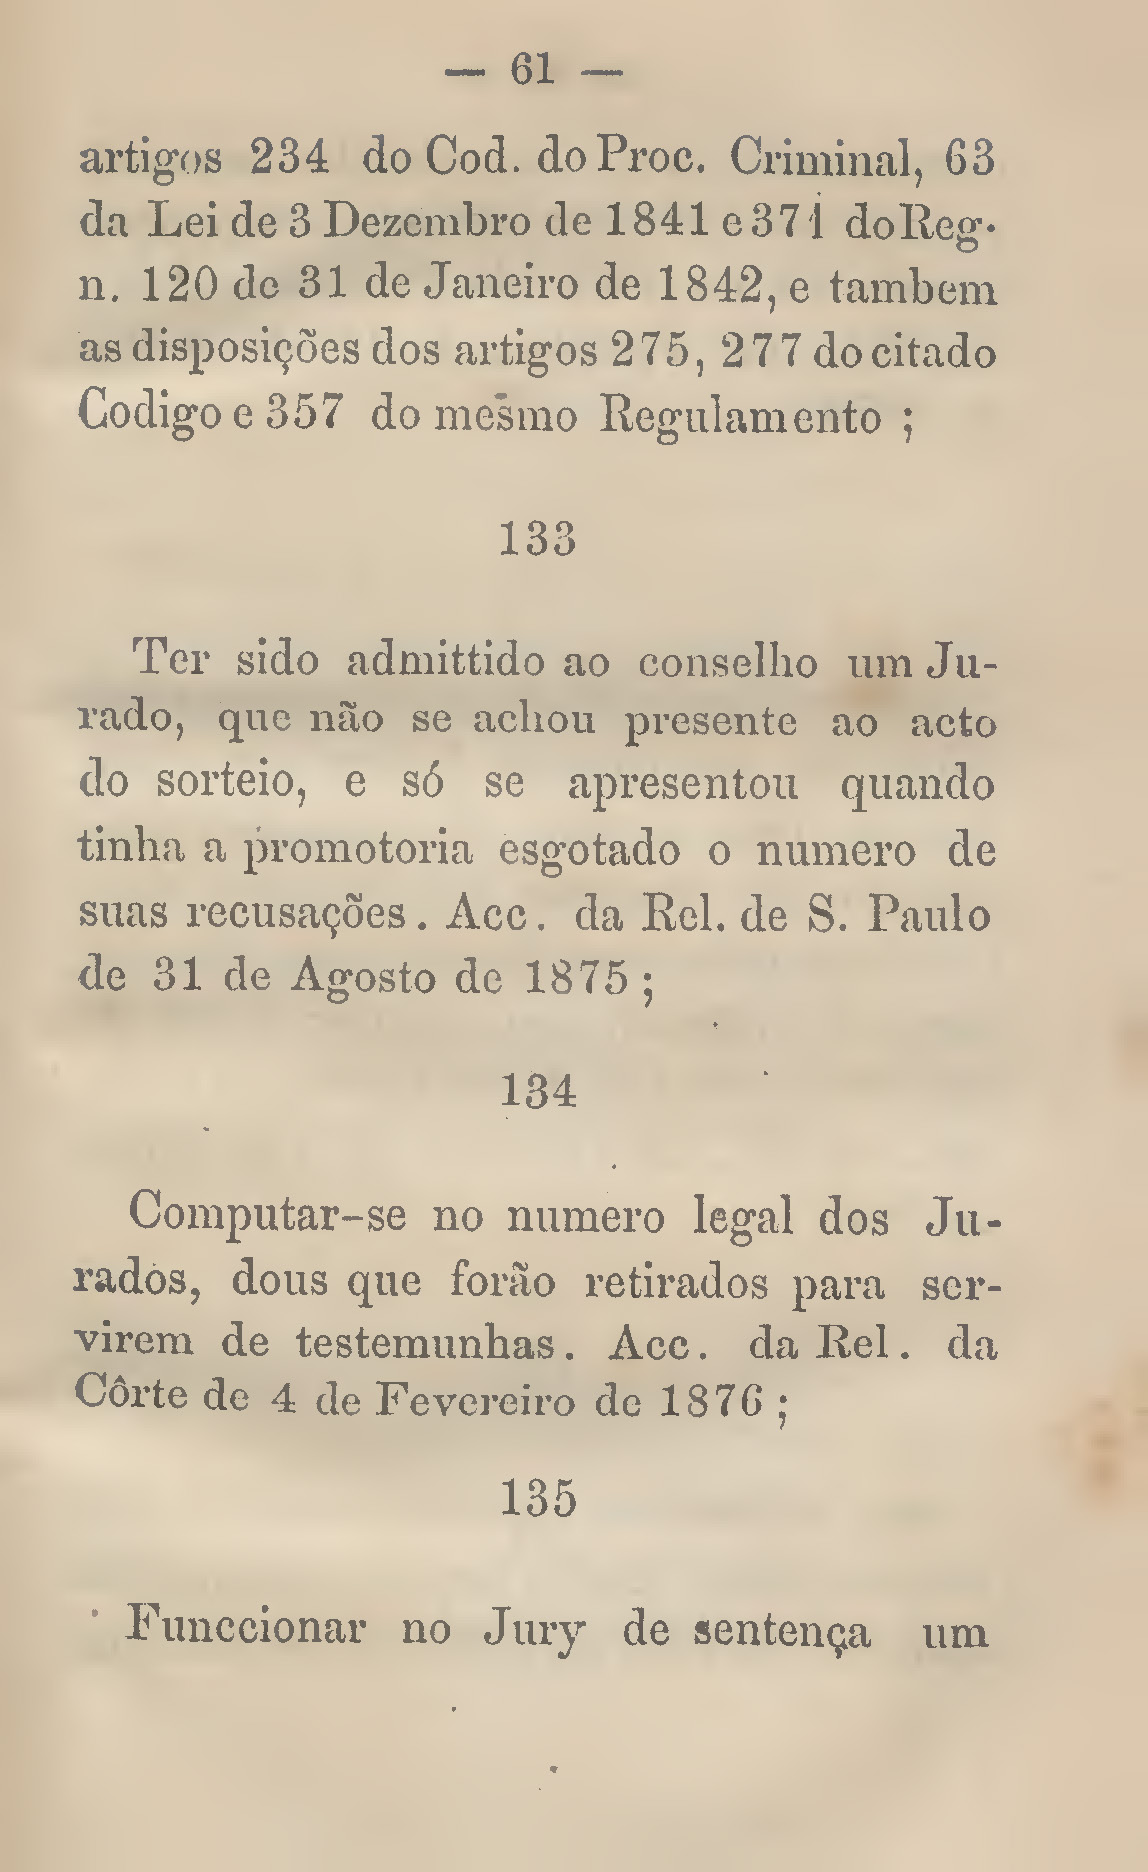 — 61 —
artigos 234 do Cod. do Proc. Criminal, 63
da Lei de 3 Dezembro de 1841 e 371 do Reg.
n. 120 de 31 de Janeiro de 1842, e tambem
as disposições dos artigos 275, 277 do citado
Codigo e 357 do mesmo Regulamento ;
133
Ter sido admittido ao conselho um Ju-
rado, que não se achou presente ao acto
do sorteio, e só se apresentou quando
tinha a promotoria esgotado o numero de
suas recusações. Acc. da Rel. de S. Paulo
de 31 de Agosto de 1875 ;
134
Computar-se no numero legal dos Ju-
rados, dous que forão retirados para ser-
virem de testemunhas. Acc. da Rel. da
Côrte de 4 de Fevereiro de 1876 ;
135
Funccionar no Jury de sentença um